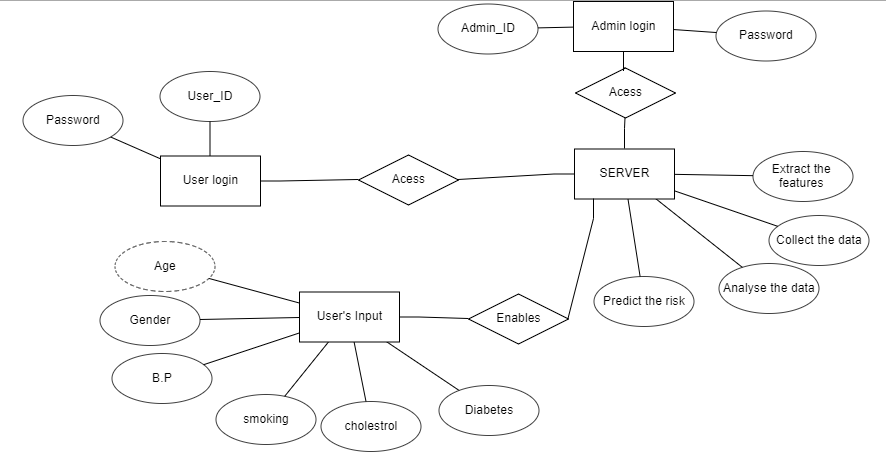 Admin_ID
Admin login
Password
Acess
User_ID
Password
User login
Acess
SERVER
Extract the
features
Collect the data
Analyse the data
Predict the risk
Age
Gender
B.P
User's Input
Enables
smoking
cholestrol
Diabetes